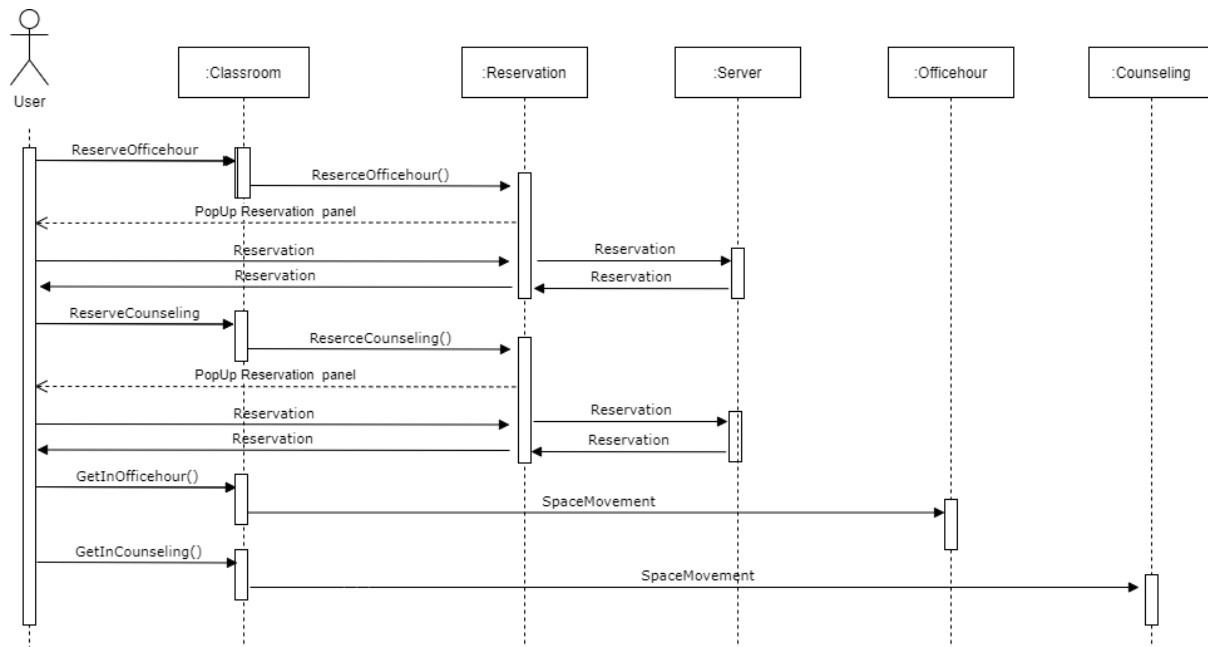 User
:Classroom
:Reservation
:Server
:Officehour
:Counseling
ReserveOfficehour
ReserceOfficehour()
PopUp Reservation panel
Reservation
Reservation
Reservation
Reservation
ReserveCounseling
ReserceCounseling()
PopUp Reservation panel
Reservation
Reservation
Reservation
Reservation
GetInOfficehour()
SpaceMovement
GetInCounseling()
SpaceMovement